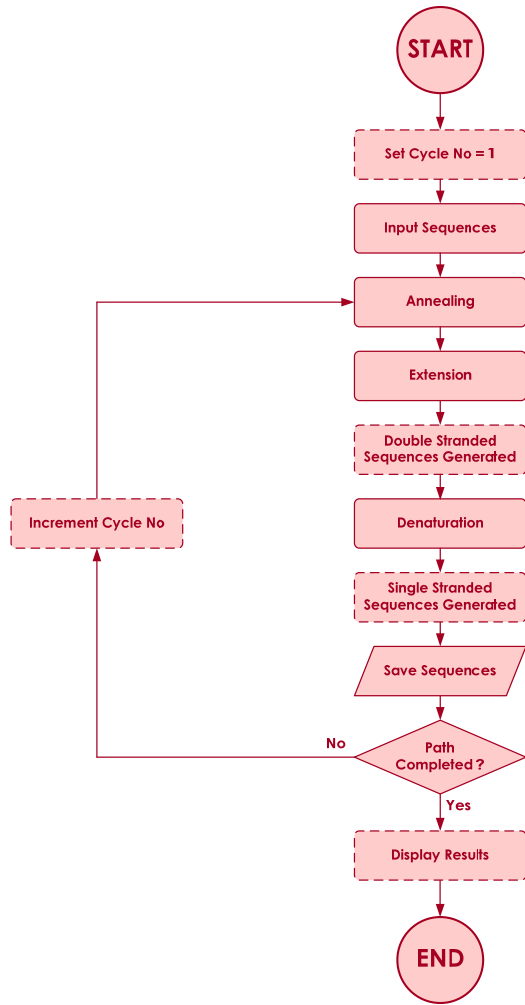 START
Set Cycle No = 1
Input Sequences
Annealing
Extension
Double Stranded
Sequences Generated
Increment Cycle No
Denaturation
Single Stranded
Sequences Generated
Save Sequences
No
Path
Completed ?
Yes
Display Results
END